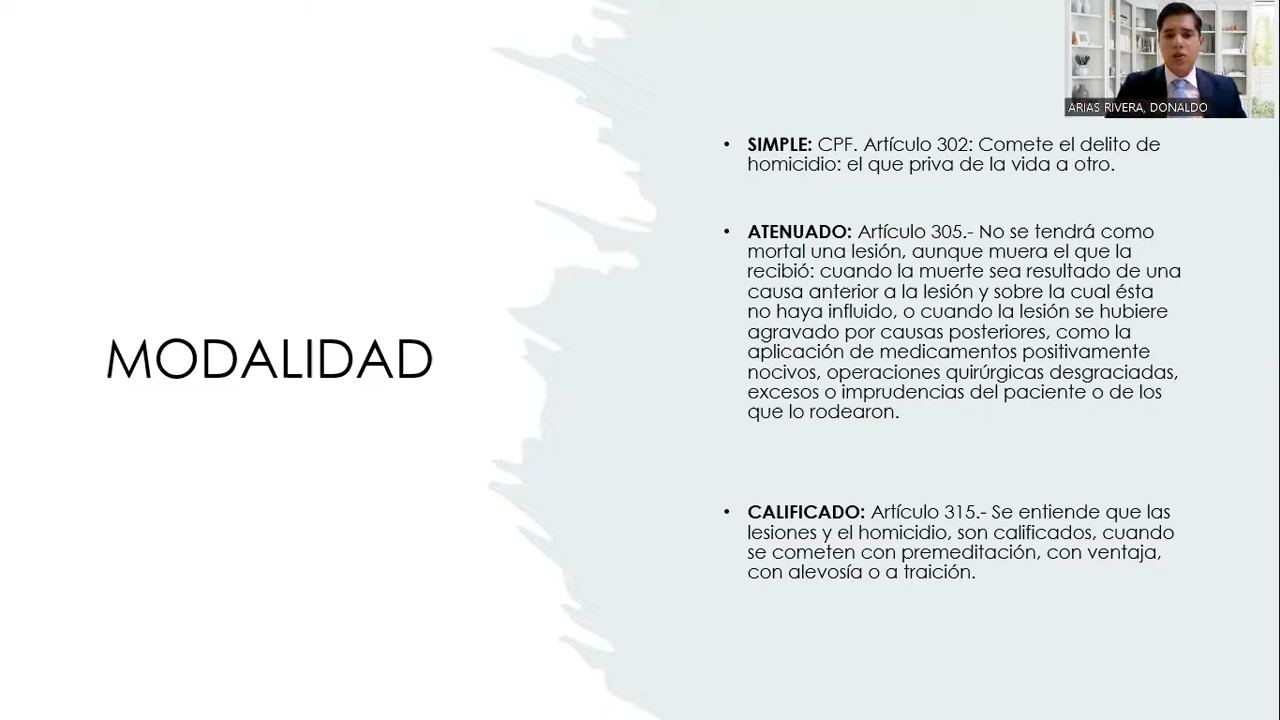 ARIAS RIVERA, DONALDO
MODALIDAD
• SIMPLE: CPF. Artículo 302: Comete el delito de
homicidio: el que priva de la vida a otro.
• ATENUADO: Artículo 305.- No se tendrá como
mortal una lesión, aunque muera el que la
recibió: cuando la muerte sea resultado de una
causa anterior a la lesión y sobre la cual ésta
no haya influido, o cuando la lesión se hubiere
agravado por causas posteriores, como la
aplicación de medicamentos positivamente
nocivos, operaciones quirúrgicas desgraciadas,
excesos o imprudencias del paciente o de los
que lo rodearon.
• CALIFICADO: Artículo 315.- Se entiende que las
lesiones y el homicidio, son calificados, cuando
se cometen con premeditación, con ventaja,
con alevosía o a traición.